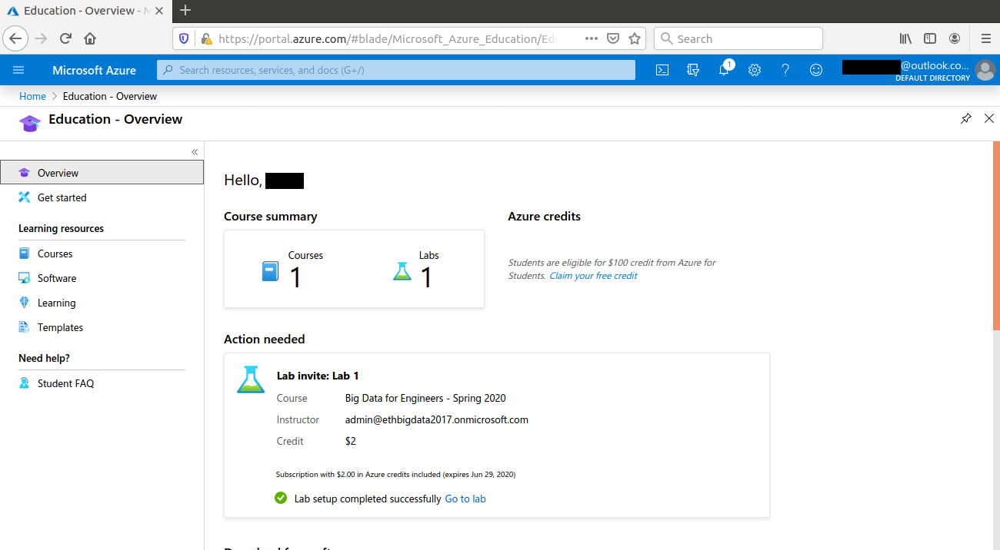 Education - Overview - M
https://portal.azure.com/#blade/Microsoft_Azure_Education/Edu
Search
Microsoft Azure
Search resources, services, and docs (G+/)
1
@outlook.co...
DEFAULT DIRECTORY
Home > Education - Overview
Education - Overview
Overview
Get started
Learning resources
Courses
Software
Learning
Templates
Need help?
Student FAQ
Hello,
Course summary
Courses
1
Labs
1
Azure credits
Students are eligible for $100 credit from Azure for
Students. Claim your free credit
Action needed
Lab invite: Lab 1
Course Big Data for Engineers - Spring 2020
Instructor admin@ethbigdata2017.onmicrosoft.com
Credit $2
Subscription with $2.00 in Azure credits included (expires Jun 29, 2020)
Lab setup completed successfully Go to lab